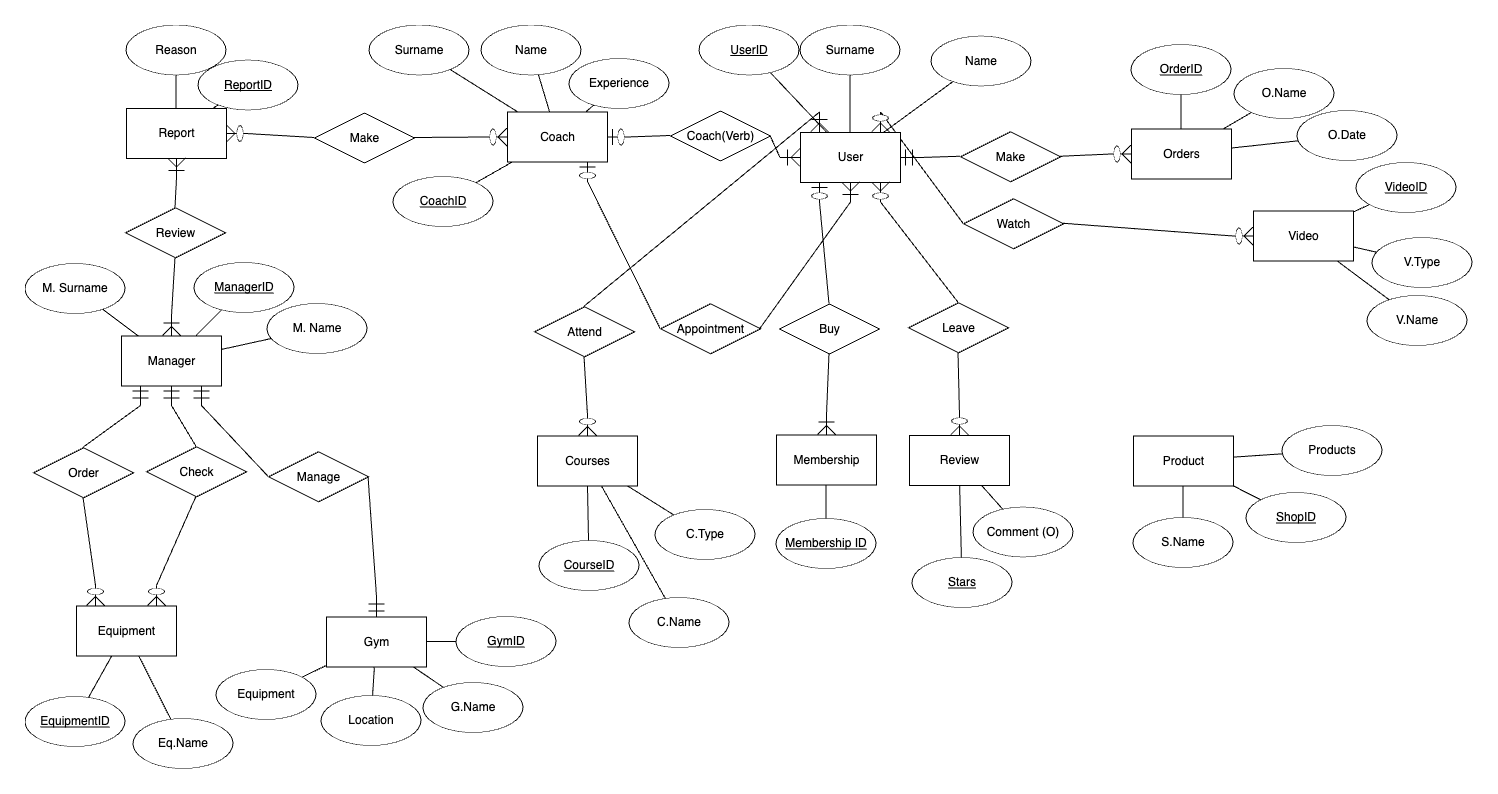 Reason
Surname
Name
UserID
Surname
Name
OrderID
ReportID
Experience
O.Name
Report
Make
Coach
Coach(Verb)
User
Make
Orders
O.Date
CoachID
VideoID
Review
Watch
Video
V.Type
M. Surname
ManagerID
M. Name
V.Name
Attend
Appointment
Buy
Leave
Manager
Order
Check
Manage
Courses
Membership
Review
Product
Products
C.Type
Comment (O)
ShopID
CourseID
Membership ID
S.Name
Stars
C.Name
Equipment
Gym
GymID
Equipment
Location
G.Name
EquipmentID
Eq.Name